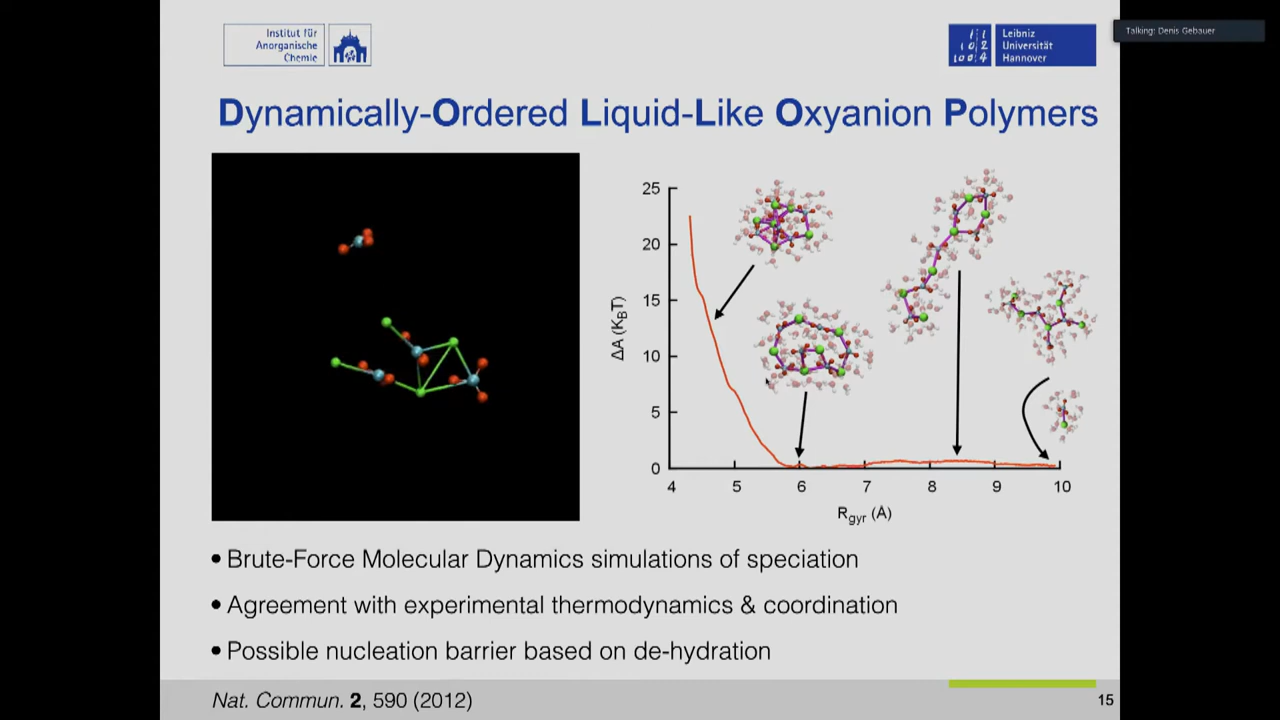 Institut für
Anorganische
Chemie
Leibniz
Universität
Hannover
Talking: Denis Gebauer
Dynamically-Ordered Liquid-Like Oxyanion Polymers
25
20
15
10
5
0
ΔA (KBT)
4 5 6 7 8 9 10
Rgyr (Å)
• Brute-Force Molecular Dynamics simulations of speciation
• Agreement with experimental thermodynamics & coordination
• Possible nucleation barrier based on de-hydration
Nat. Commun. 2, 590 (2012)
15